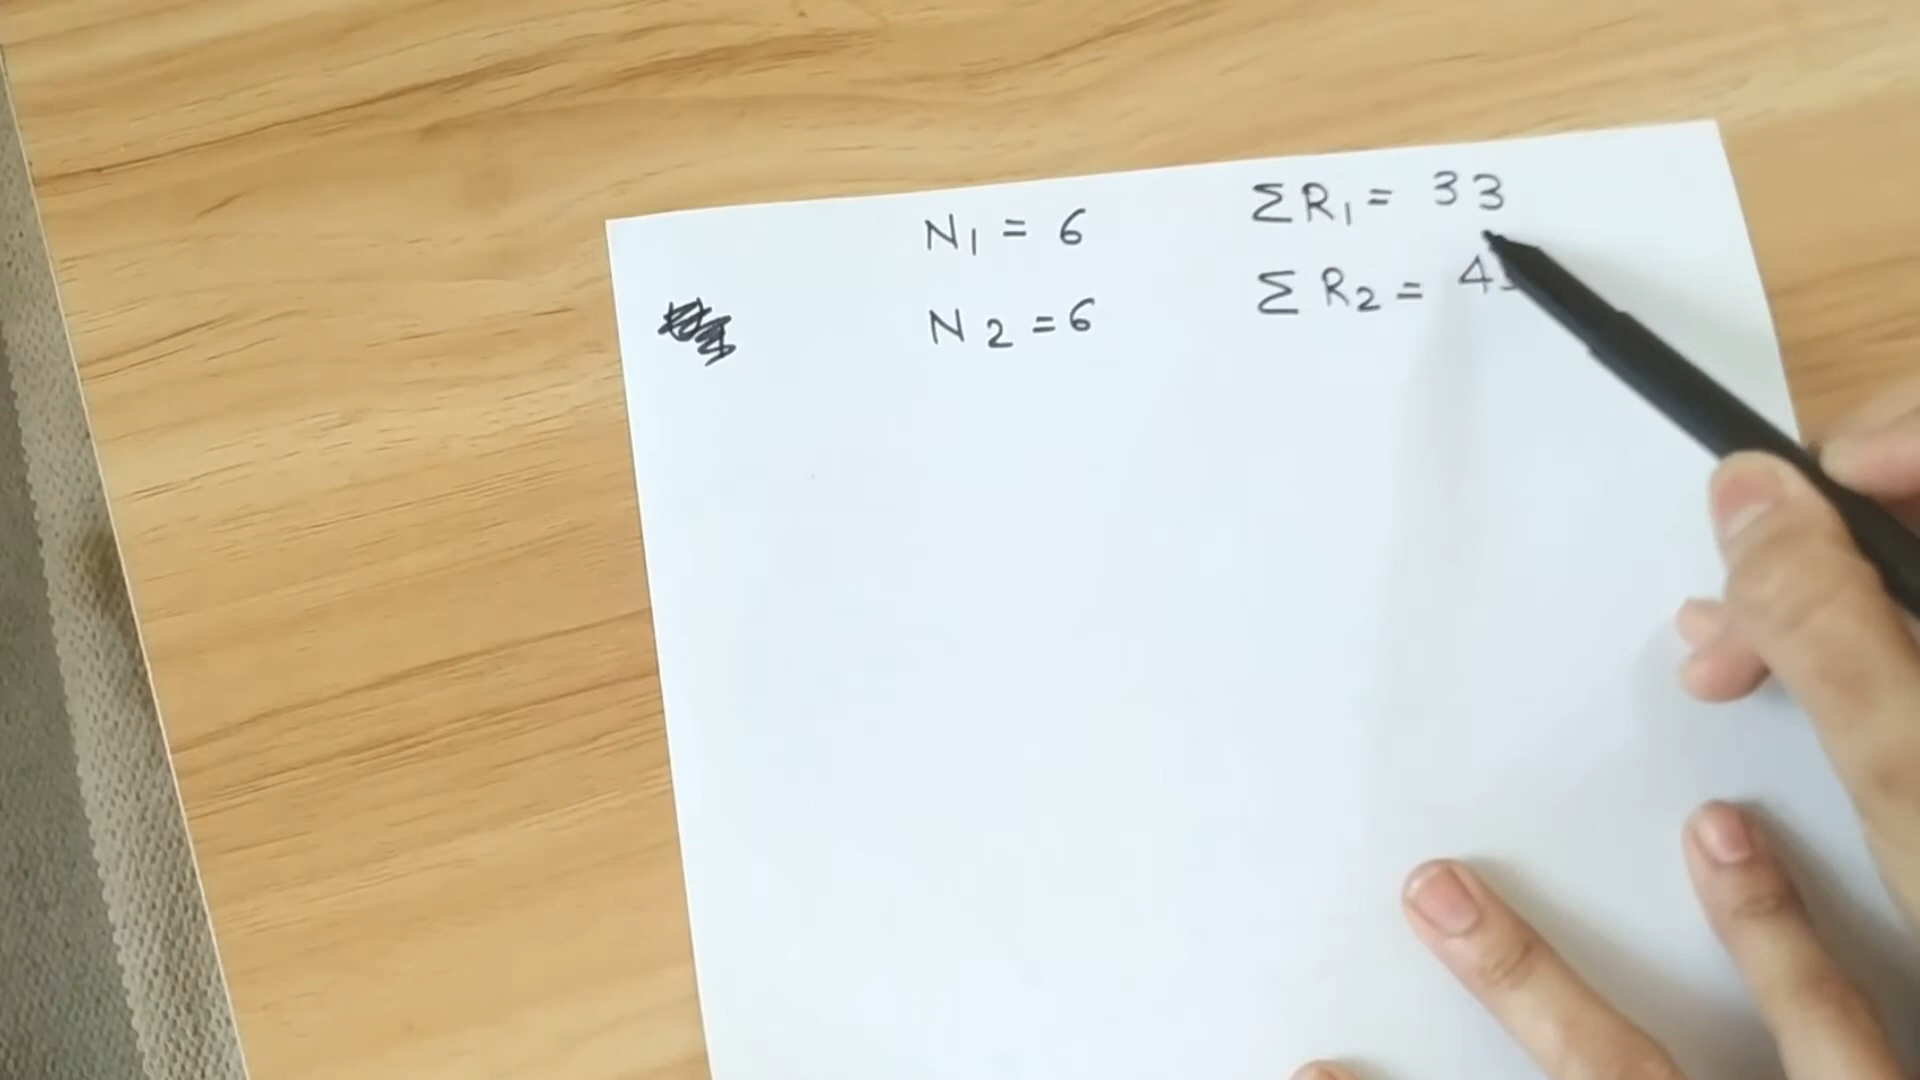 N₁ = 6
N₂ = 6
ΣR₁ = 33
ΣR₂ = 4